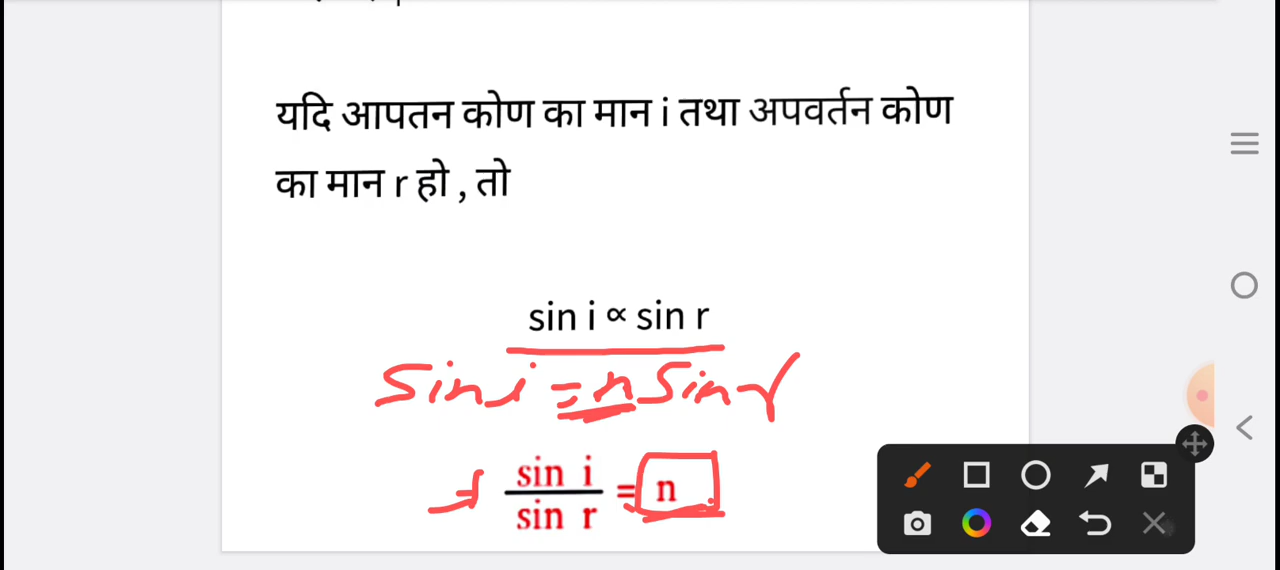 यदि आपतन कोण का मान i तथा अपवर्तन कोण
का मान r हो , तो
sin i ∝ sin r
Sin i = n Sin r
⇒ sin i / sin r = n